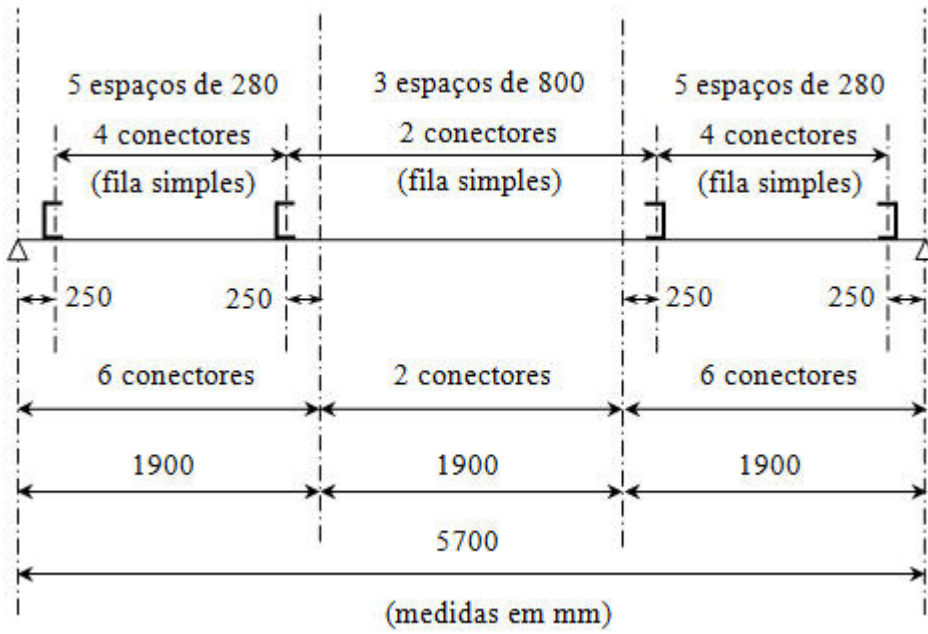 5 espaços de 280
3 espaços de 800
5 espaços de 280
4 conectores
2 conectores
4 conectores
(fila simples)
(fila simples)
(fila simples)
250
250
250
250
6 conectores
2 conectores
6 conectores
1900
1900
1900
5700
(medidas em mm)